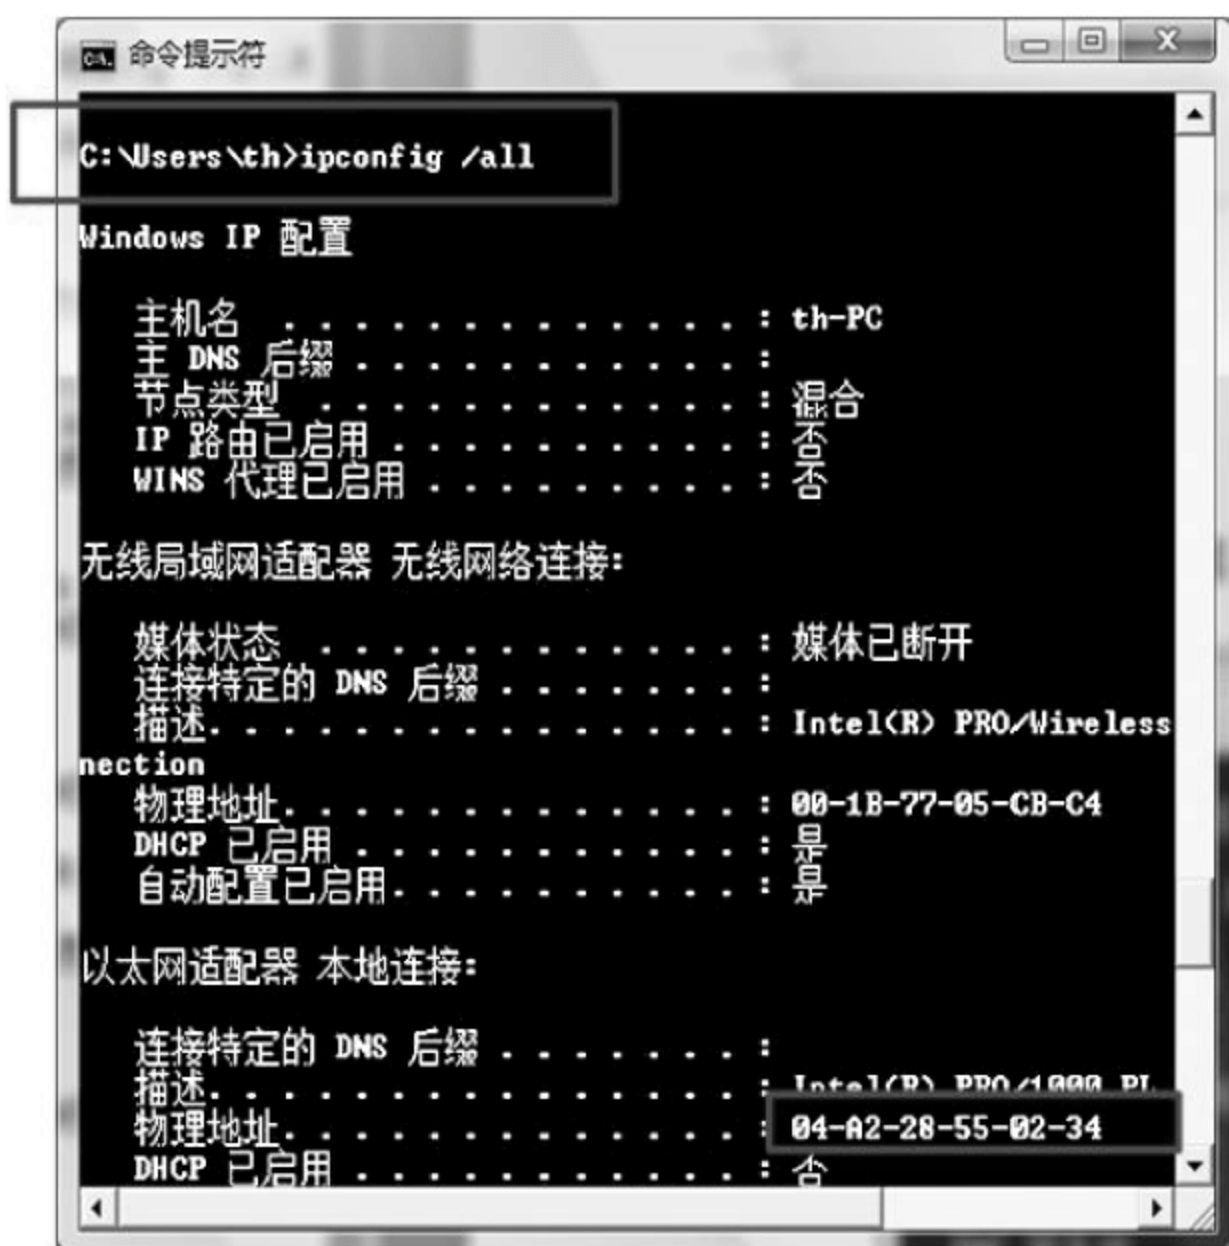 命令提示符
C:\Users\th>ipconfig /all
Windows IP 配置
主机名 . . . . . . . . . . . . . : th-PC
主 DNS 后缀 . . . . . . . . . . . :
节点类型 . . . . . . . . . . . . : 混合
IP 路由已启用 . . . . . . . . . . : 否
WINS 代理已启用 . . . . . . . . . : 否
无线局域网适配器 无线网络连接:
媒体状态 . . . . . . . . . . . . : 媒体已断开
连接特定的 DNS 后缀 . . . . . . . :
描述. . . . . . . . . . . . . . . : Intel(R) PRO/Wireless
nection
物理地址. . . . . . . . . . . . . : 00-1B-77-05-CB-C4
DHCP 已启用 . . . . . . . . . . . : 是
自动配置已启用. . . . . . . . . . : 是
以太网适配器 本地连接:
连接特定的 DNS 后缀 . . . . . . . :
描述. . . . . . . . . . . . . . . : Intel(R) PRO/1000 PL
物理地址. . . . . . . . . . . . . : 04-A2-28-55-02-34
DHCP 已启用 . . . . . . . . . . . : 否